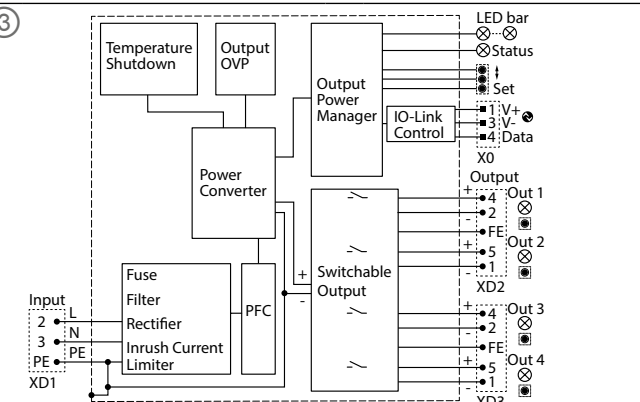 3
Temperature
Shutdown
Output
OVP
Output
Power
Manager
LED bar
Status
Set
IO-Link
Control
1 V+
3 V-
4 Data
X0
Power
Converter
Output
Switchable
Output
+
-
+ 4 Out 1
- 2
FE
+ 5 Out 2
- 1
XD2
Fuse
Filter
Rectifier
Inrush Current
Limiter
PFC
Input
2 L
3 N
PE PE
XD1
+ 4 Out 3
- 2
FE
+ 5 Out 4
- 1
XD3